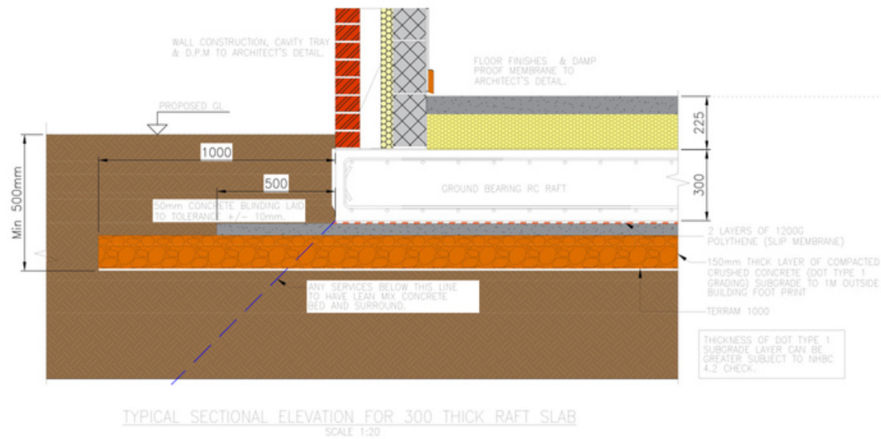 WALL CONSTRUCTION, CAVITY TRAY
& D.P.M TO ARCHITECT'S DETAIL.
FLOOR FINISHES & DAMP
PROOF MEMBRANE TO
ARCHITECT'S DETAIL.
PROPOSED GL
225
1000
Min 500mm
500
300
GROUND BEARING RC RAFT
50mm CONCRETE BLINDING LAID
TO TOLERANCE +/- 10mm.
2 LAYERS OF 1200G
POLYTHENE (SLIP MEMBRANE)
150mm THICK LAYER OF COMPACTED
CRUSHED CONCRETE (DOT TYPE 1
GRADING) SUBGRADE TO 1M OUTSIDE
BUILDING FOOT PRINT
ANY SERVICES BELOW THIS LINE
TO HAVE LEAN MIX CONCRETE
BED AND SURROUND.
TERRAM 1000
THICKNESS OF DOT TYPE 1
SUBGRADE LAYER CAN BE
GREATER SUBJECT TO NHBC
4.2 CHECK.
TYPICAL SECTIONAL ELEVATION FOR 300 THICK RAFT SLAB
SCALE 1:20